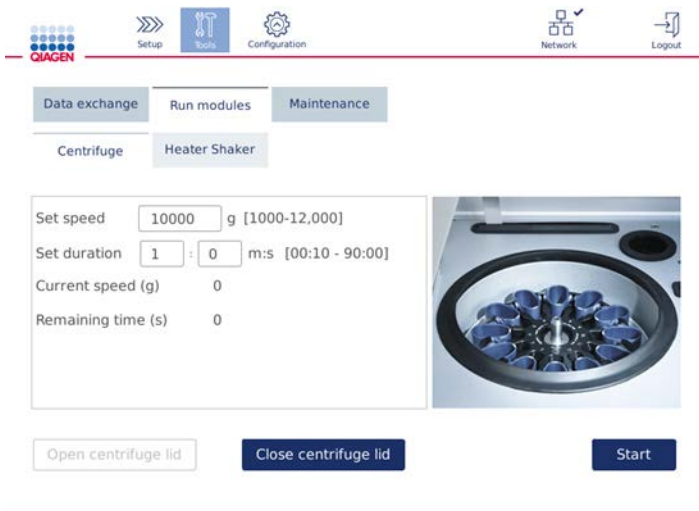 QIAGEN
Setup
Tools
Configuration
Network
Logout
Data exchange
Run modules
Maintenance
Centrifuge
Heater Shaker
Set speed 10000 g [1000-12,000]
Set duration 1 : 0 m:s [00:10 - 90:00]
Current speed (g) 0
Remaining time (s) 0
Open centrifuge lid
Close centrifuge lid
Start